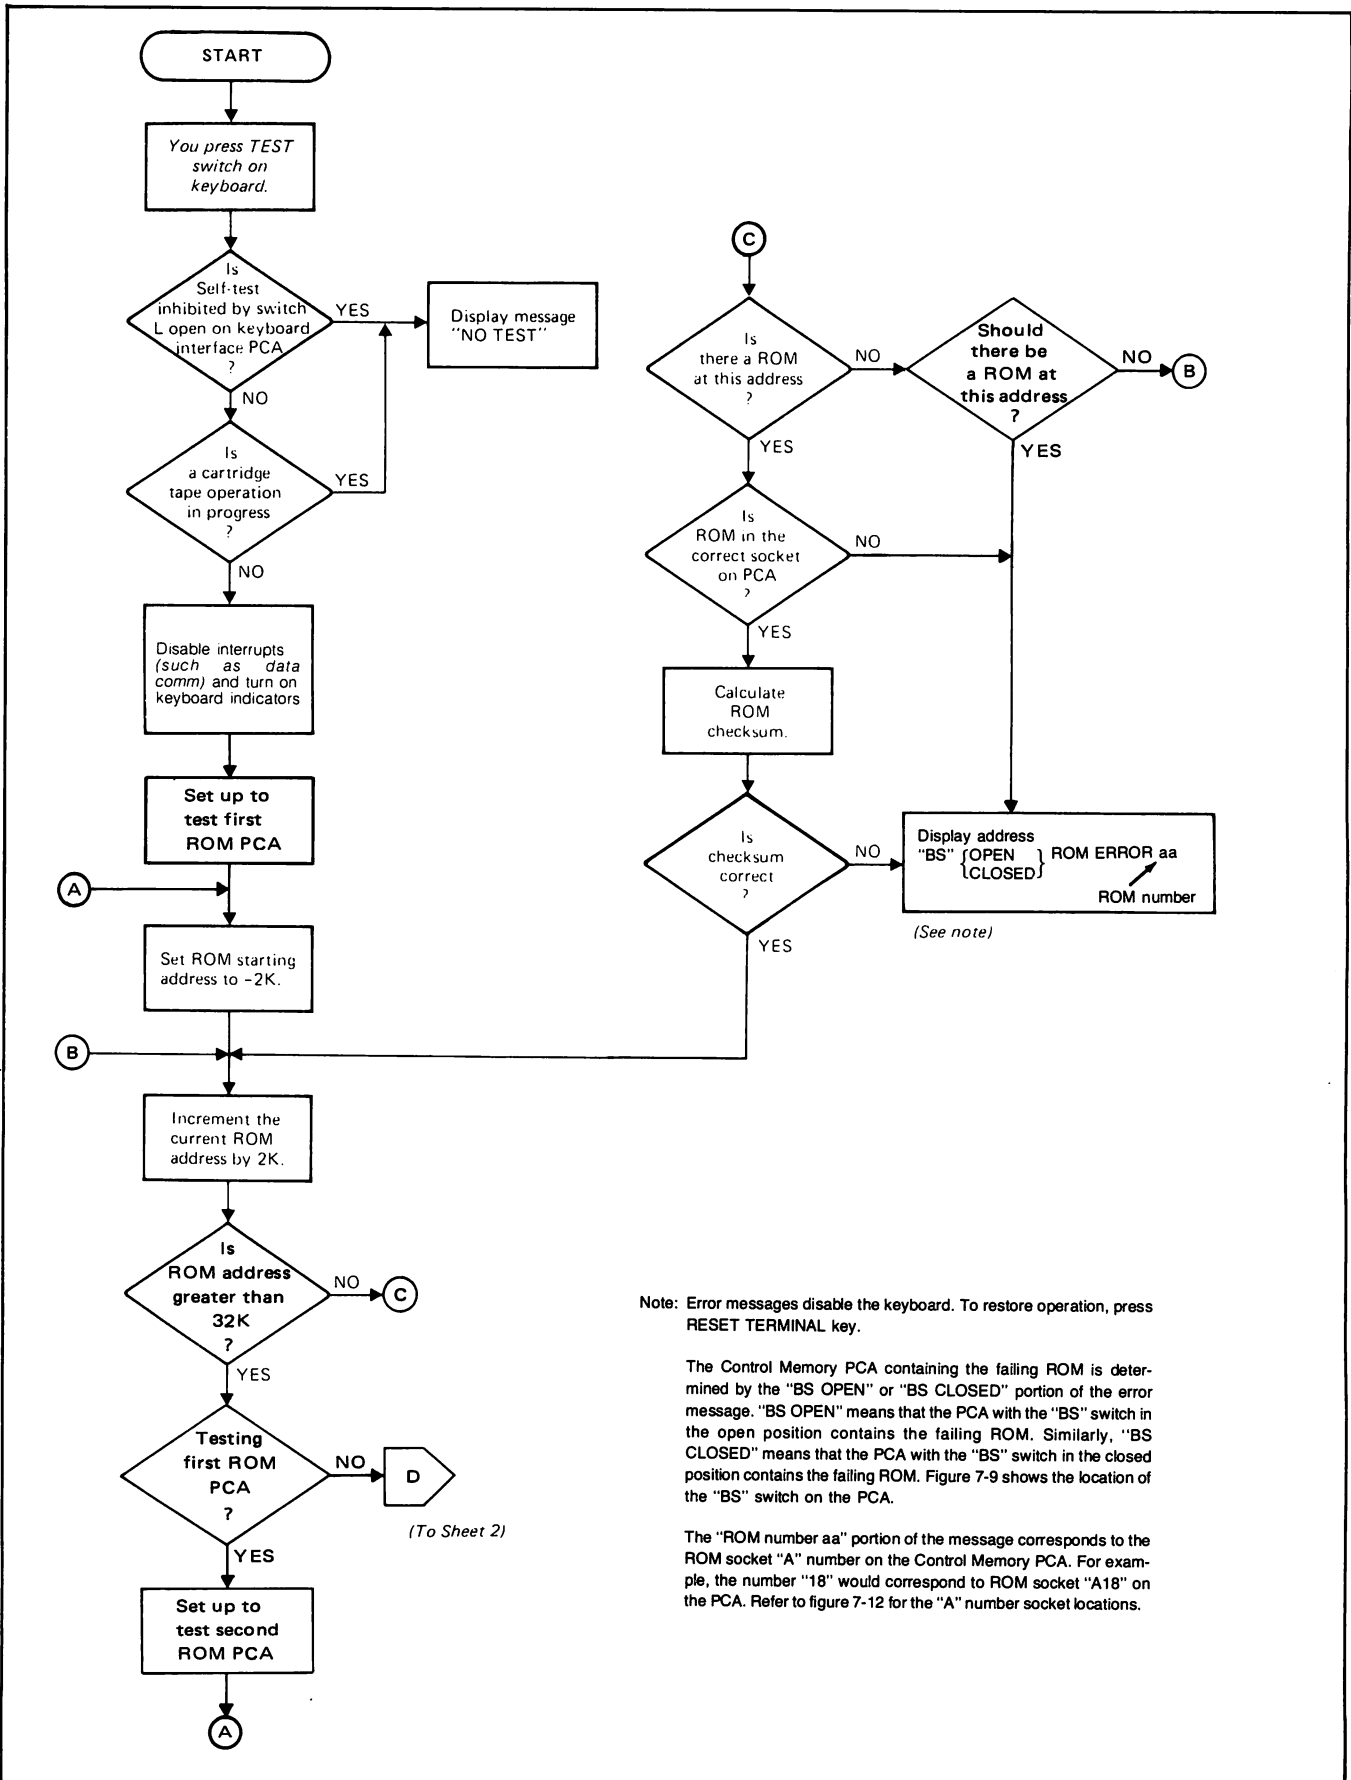 START
You press TEST
switch on
keyboard.
Is
Self-test
inhibited by switch
L open on keyboard
interface PCA
?
YES
Display message
"NO TEST"
NO
Is
a cartridge
tape operation
in progress
?
YES
NO
Disable interrupts
(such as data
comm) and turn on
keyboard indicators
Set up to
test first
ROM PCA
A
Set ROM starting
address to -2K.
B
Increment the
current ROM
address by 2K.
Is
ROM address
greater than
32K
?
NO
C
YES
Testing
first ROM
PCA
?
NO
D
(To Sheet 2)
YES
Set up to
test second
ROM PCA
A
C
Is
there a ROM
at this address
?
NO
Should
there be
a ROM at
this address
?
NO
B
YES
YES
Is
ROM in the
correct socket
on PCA
?
NO
YES
Calculate
ROM
checksum.
Is
checksum
correct
?
NO
YES
Display address
"BS" {OPEN
CLOSED} ROM ERROR aa
ROM number
(See note)
Note: Error messages disable the keyboard. To restore operation, press
RESET TERMINAL key.
The Control Memory PCA containing the failing ROM is deter-
mined by the "BS OPEN" or "BS CLOSED" portion of the error
message. "BS OPEN" means that the PCA with the "BS" switch in
the open position contains the failing ROM. Similarly, "BS
CLOSED" means that the PCA with the "BS" switch in the closed
position contains the failing ROM. Figure 7-9 shows the location of
the "BS" switch on the PCA.
The "ROM number aa" portion of the message corresponds to the
ROM socket "A" number on the Control Memory PCA. For exam-
ple, the number "18" would correspond to ROM socket "A18" on
the PCA. Refer to figure 7-12 for the "A" number socket locations.